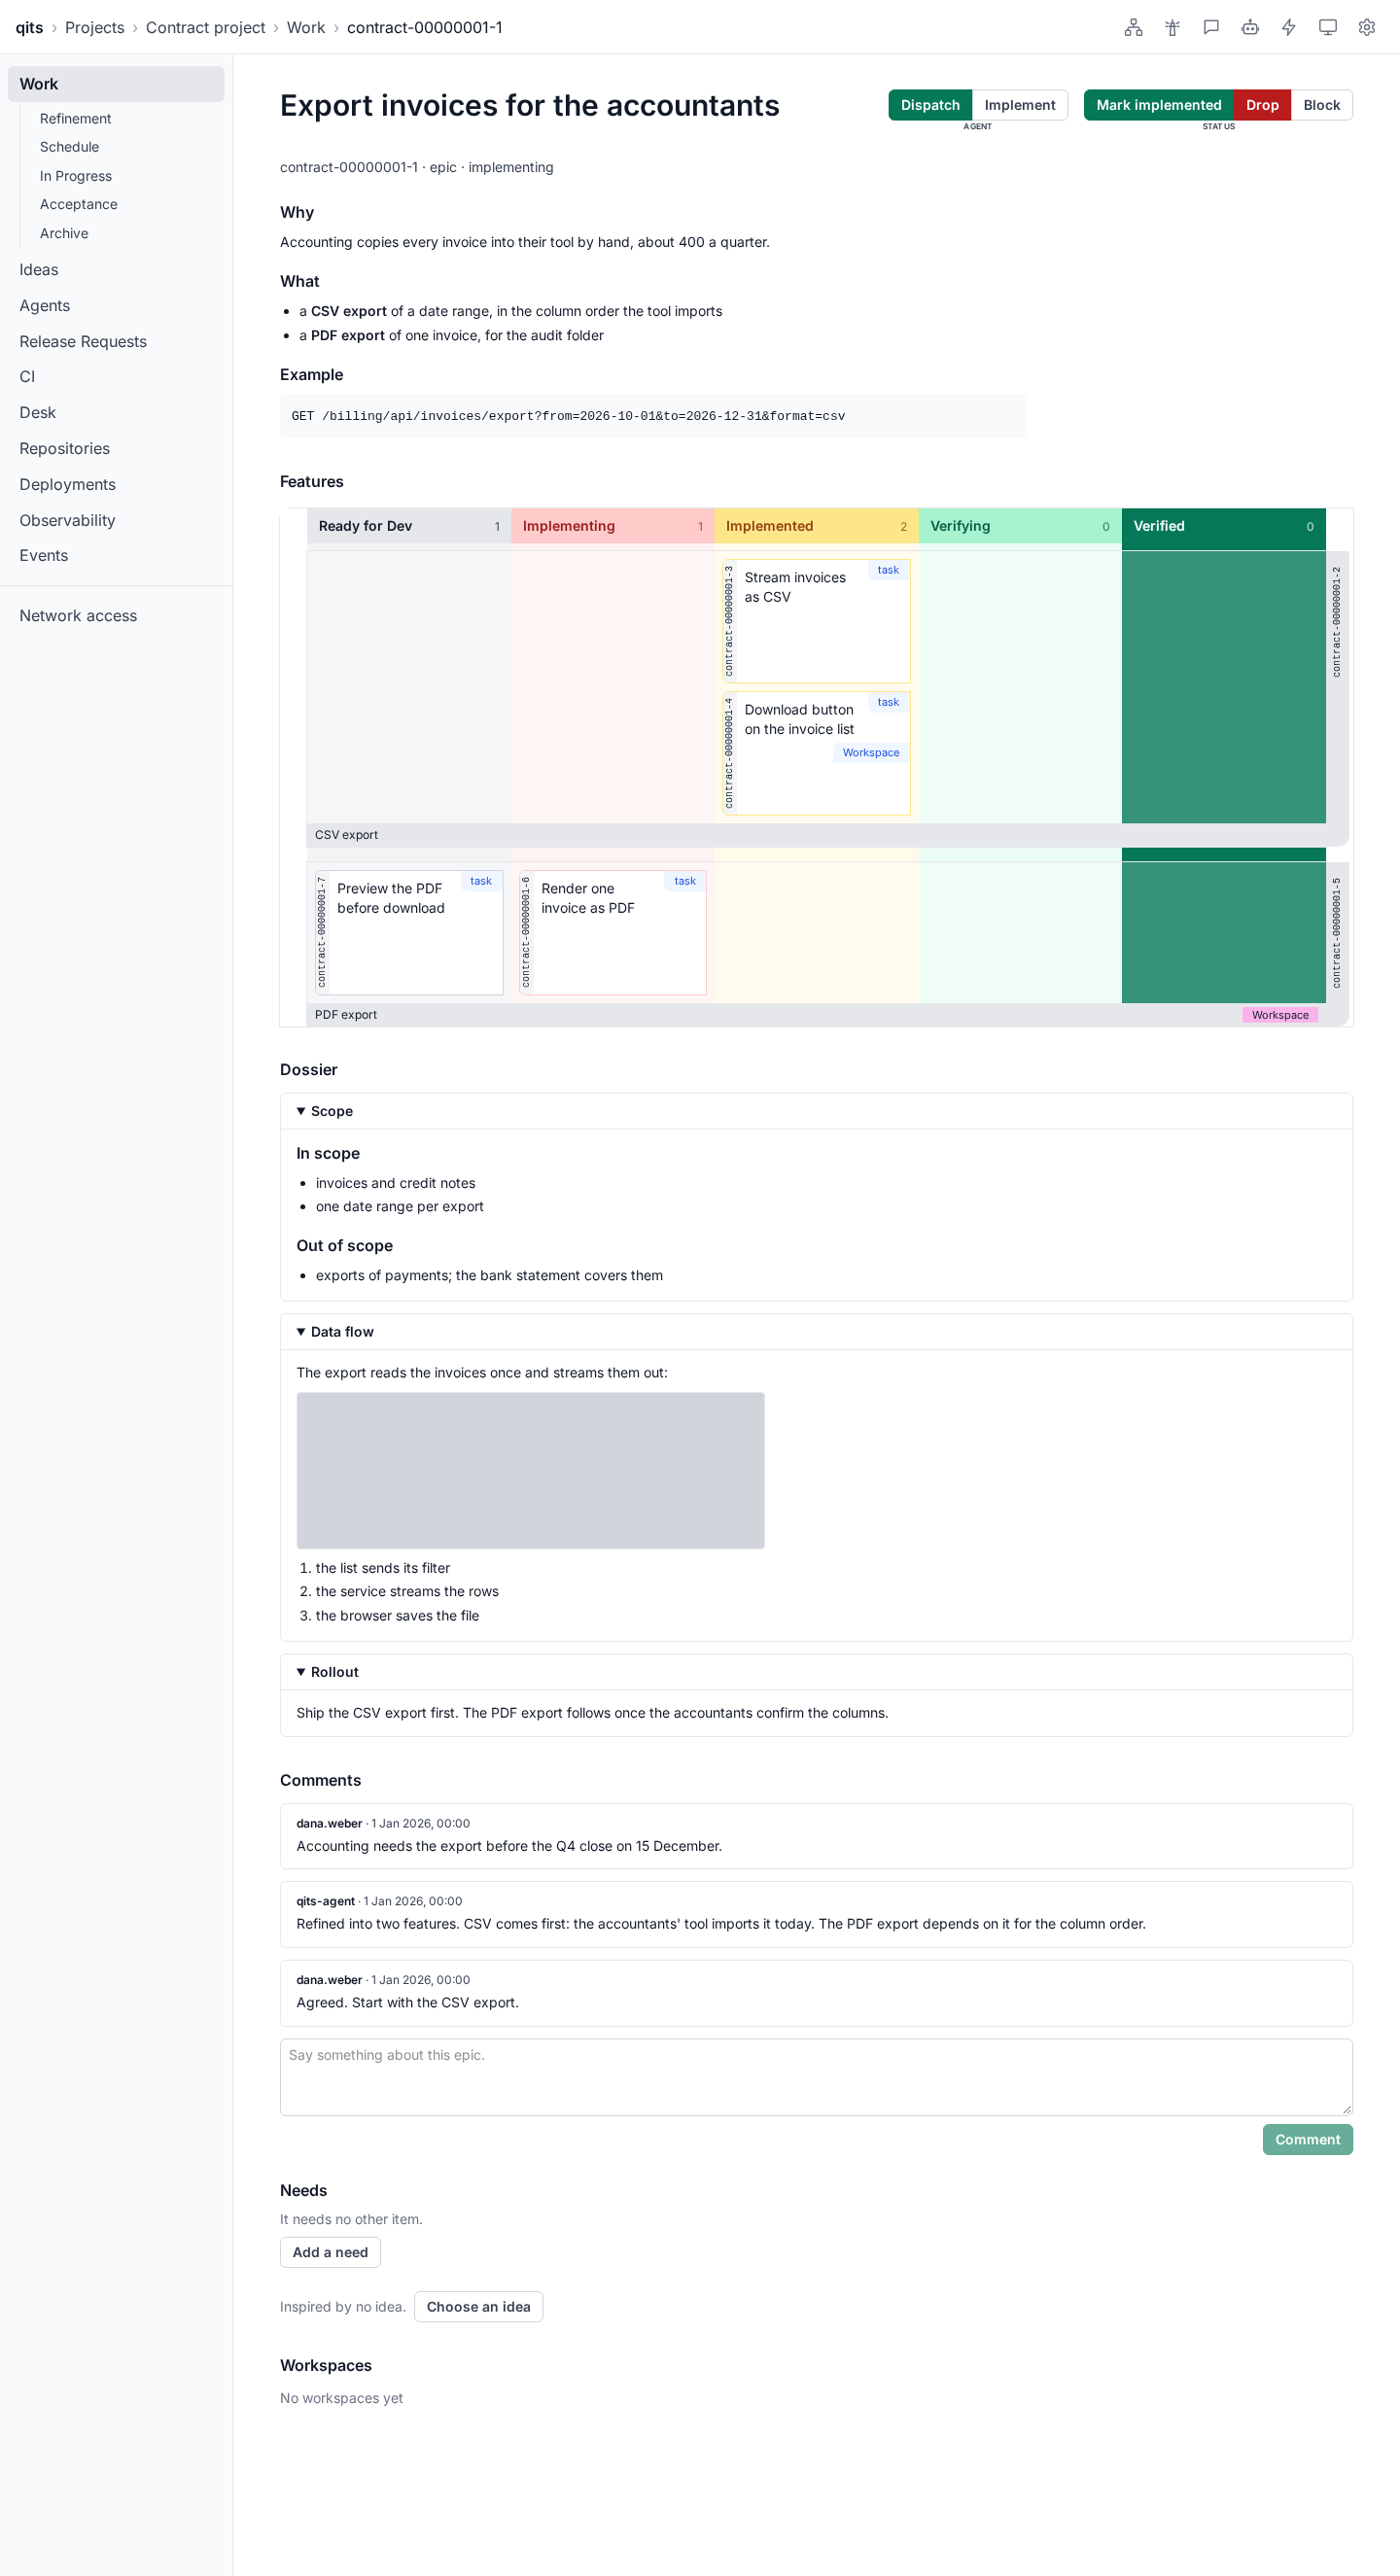 qits › Projects › Contract project › Work › contract-00000001-1
Work
Refinement
Schedule
In Progress
Acceptance
Archive
Ideas
Agents
Release Requests
CI
Desk
Repositories
Deployments
Observability
Events
Network access
Export invoices for the accountants
Dispatch Implement
AGENT
Mark implemented Drop Block
STATUS
contract-00000001-1 · epic · implementing
Why
Accounting copies every invoice into their tool by hand, about 400 a quarter.
What
• a CSV export of a date range, in the column order the tool imports
• a PDF export of one invoice, for the audit folder
Example
GET /billing/api/invoices/export?from=2026-10-01&to=2026-12-31&format=csv
Features
Ready for Dev 1 Implementing 1 Implemented 2 Verifying 0 Verified 0
contract-00000001-3
Stream invoices
as CSV
task
contract-00000001-4
Download button
on the invoice list
task
Workspace
contract-00000001-2
CSV export
contract-00000001-7
Preview the PDF
before download
task
contract-00000001-6
Render one
invoice as PDF
task
contract-00000001-5
PDF export
Workspace
Dossier
▼ Scope
In scope
• invoices and credit notes
• one date range per export
Out of scope
• exports of payments; the bank statement covers them
▼ Data flow
The export reads the invoices once and streams them out:
1. the list sends its filter
2. the service streams the rows
3. the browser saves the file
▼ Rollout
Ship the CSV export first. The PDF export follows once the accountants confirm the columns.
Comments
dana.weber · 1 Jan 2026, 00:00
Accounting needs the export before the Q4 close on 15 December.
qits-agent · 1 Jan 2026, 00:00
Refined into two features. CSV comes first: the accountants' tool imports it today. The PDF export depends on it for the column order.
dana.weber · 1 Jan 2026, 00:00
Agreed. Start with the CSV export.
Say something about this epic.
Comment
Needs
It needs no other item.
Add a need
Inspired by no idea. Choose an idea
Workspaces
No workspaces yet